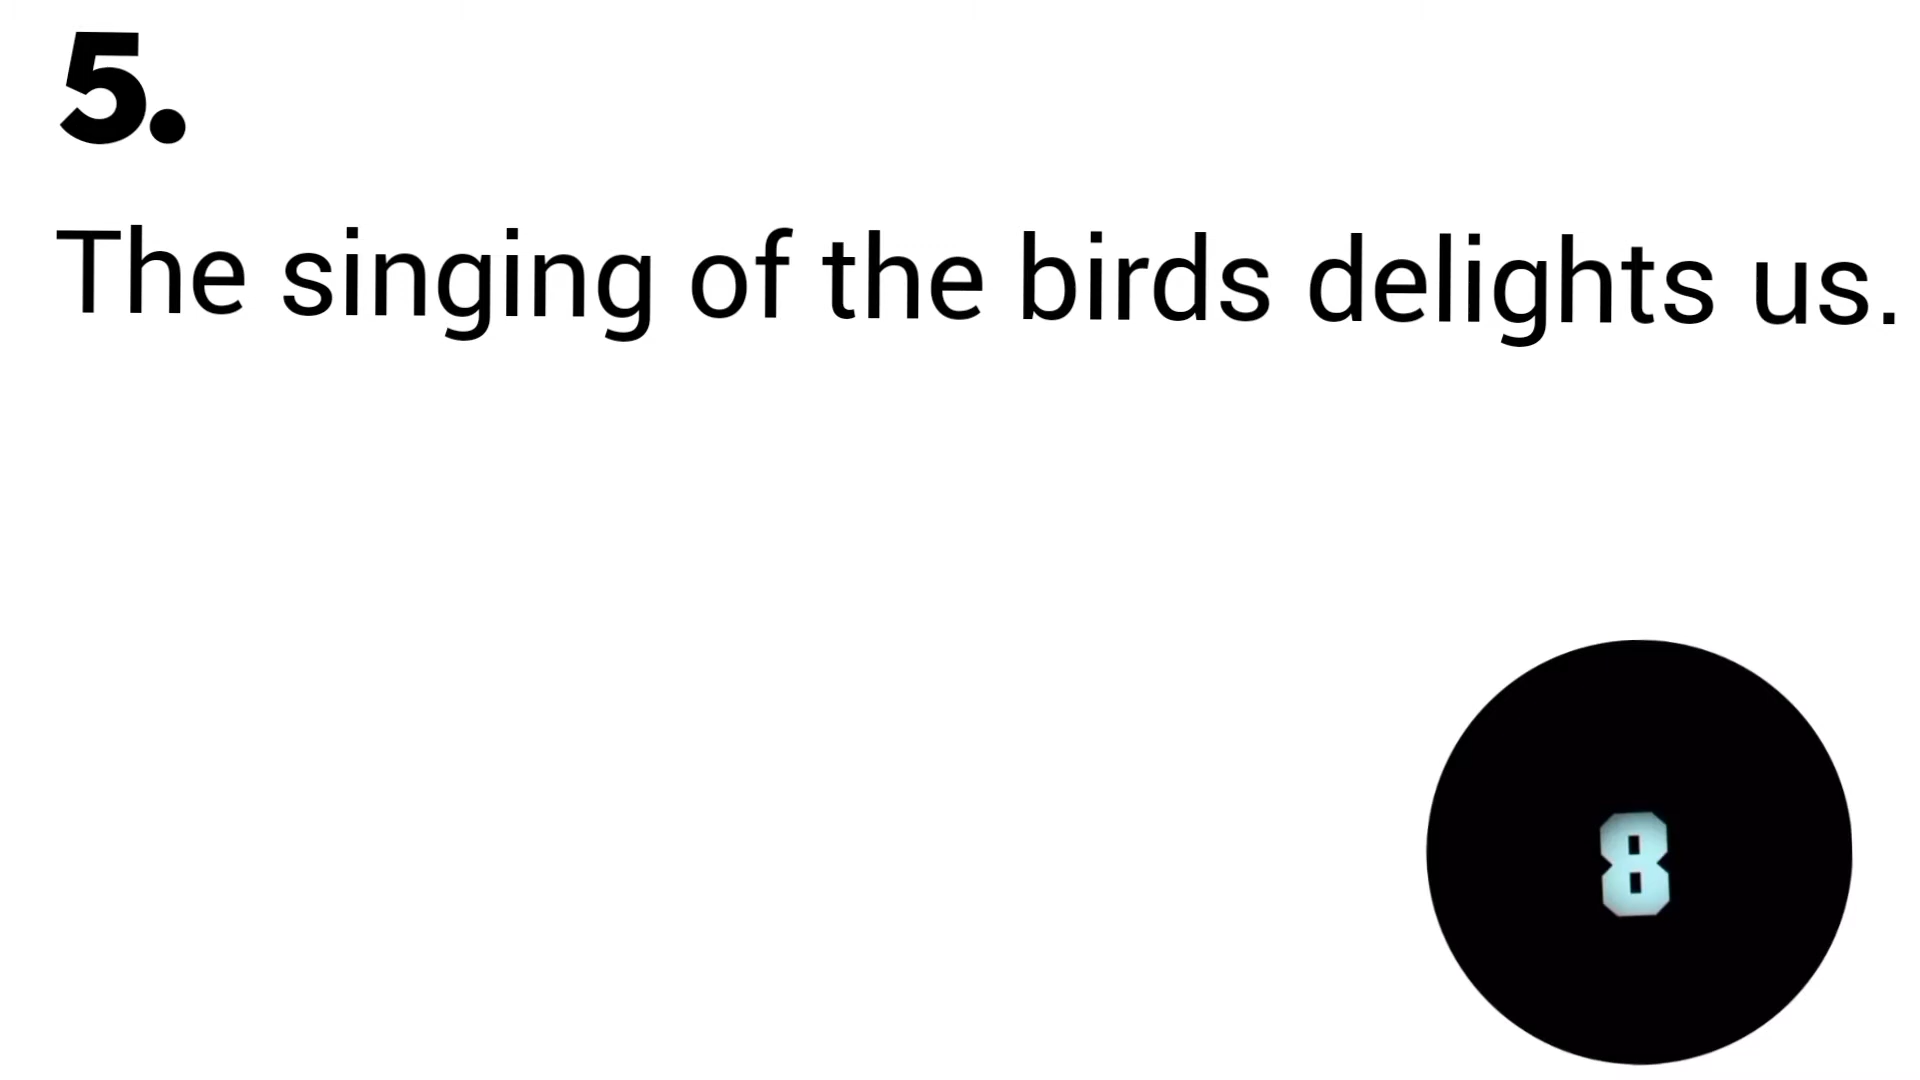 5.
The singing of the birds delights us.
8